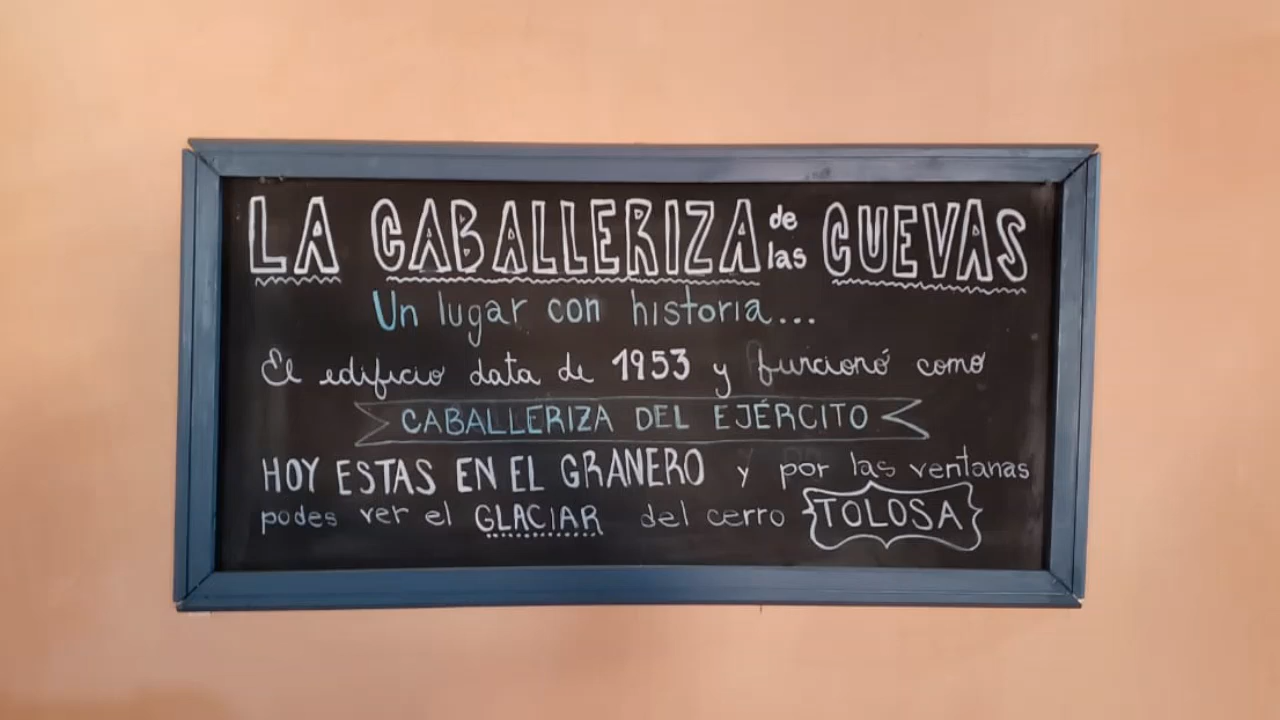 LA CABALLERIZA de las CUEVAS
Un lugar con historia...
El edificio data de 1953 y funcionó como
CABALLERIZA DEL EJÉRCITO
HOY ESTAS EN EL GRANERO y por las ventanas
podes ver el GLACIAR del cerro TOLOSA